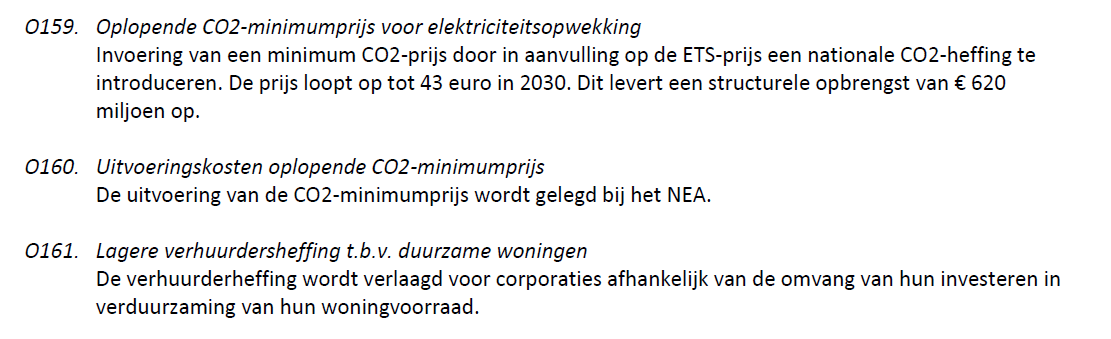 O159. Oplopende CO2-minimumprijs voor elektriciteitsopwekking
Invoering van een minimum CO2-prijs door in aanvulling op de ETS-prijs een nationale CO2-heffing te
introduceren. De prijs loopt op tot 43 euro in 2030. Dit levert een structurele opbrengst van € 620
miljoen op.
O160. Uitvoeringskosten oplopende CO2-minimumprijs
De uitvoering van de CO2-minimumprijs wordt gelegd bij het NEA.
O161. Lagere verhuurdersheffing t.b.v. duurzame woningen
De verhuurderheffing wordt verlaagd voor corporaties afhankelijk van de omvang van hun investeren in
verduurzaming van hun woningvoorraad.